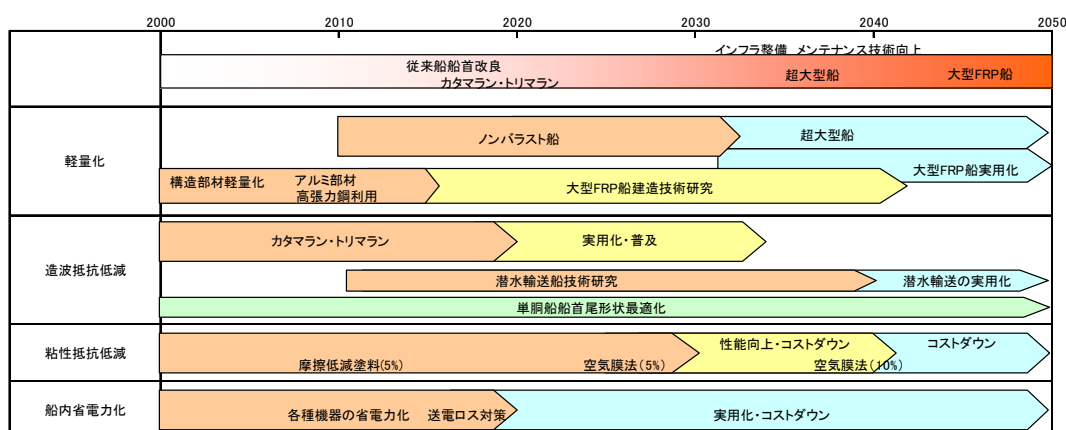 2000 2010 2020 2030 2040 2050
インフラ整備 メンテナンス技術向上
従来船船首改良
カタマラン・トリマラン
超大型船
大型FRP船
軽量化
ノンバラスト船
超大型船
大型FRP船実用化
構造部材軽量化
アルミ部材
高張力鋼利用
大型FRP船建造技術研究
造波抵抗低減
カタマラン・トリマラン
実用化・普及
潜水輸送船技術研究
潜水輸送の実用化
単胴船船首尾形状最適化
粘性抵抗低減
摩擦低減塗料(5%)
空気膜法(5%)
性能向上・コストダウン
空気膜法(10%)
コストダウン
船内省電力化
各種機器の省電力化 送電ロス対策
実用化・コストダウン